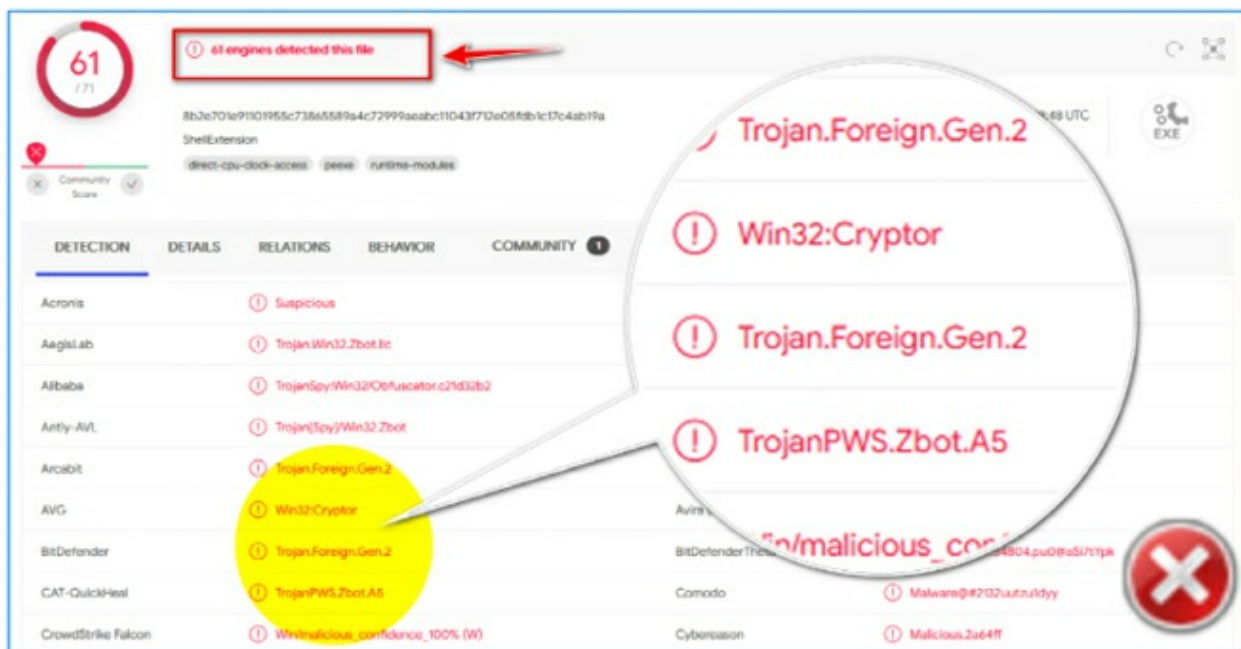 61
/ 71
61 engines detected this file
8b2e701e91101955c73865589a4c72999aeabc11043f712e05fdb1c17c4ab19a
ShellExtension
direct-cpu-clock-access peexe runtime-modules
Community
Score
UTC
EXE
DETECTION DETAILS RELATIONS BEHAVIOR COMMUNITY 1
Acronis Suspicious
AegisLab Trojan.Win32.Zbot.llc
Alibaba TrojanSpy:Win32/Obfuscator.c21d32b2
Antiy-AVL Trojan[Spy]/Win32.Zbot
Arcabit Trojan.Foreign.Gen.2
AVG Win32:Cryptor
BitDefender Trojan.Foreign.Gen.2
BitDefenderThe
CAT-QuickHeal TrojanPWS.Zbot.A5
Comodo Malware@#2132uutzu1dyy
CrowdStrike Falcon Win/malicious_confidence_100% (W)
Cybereason Malicious.2a64ff
Trojan.Foreign.Gen.2
Win32:Cryptor
Trojan.Foreign.Gen.2
TrojanPWS.Zbot.A5
in/malicious_con